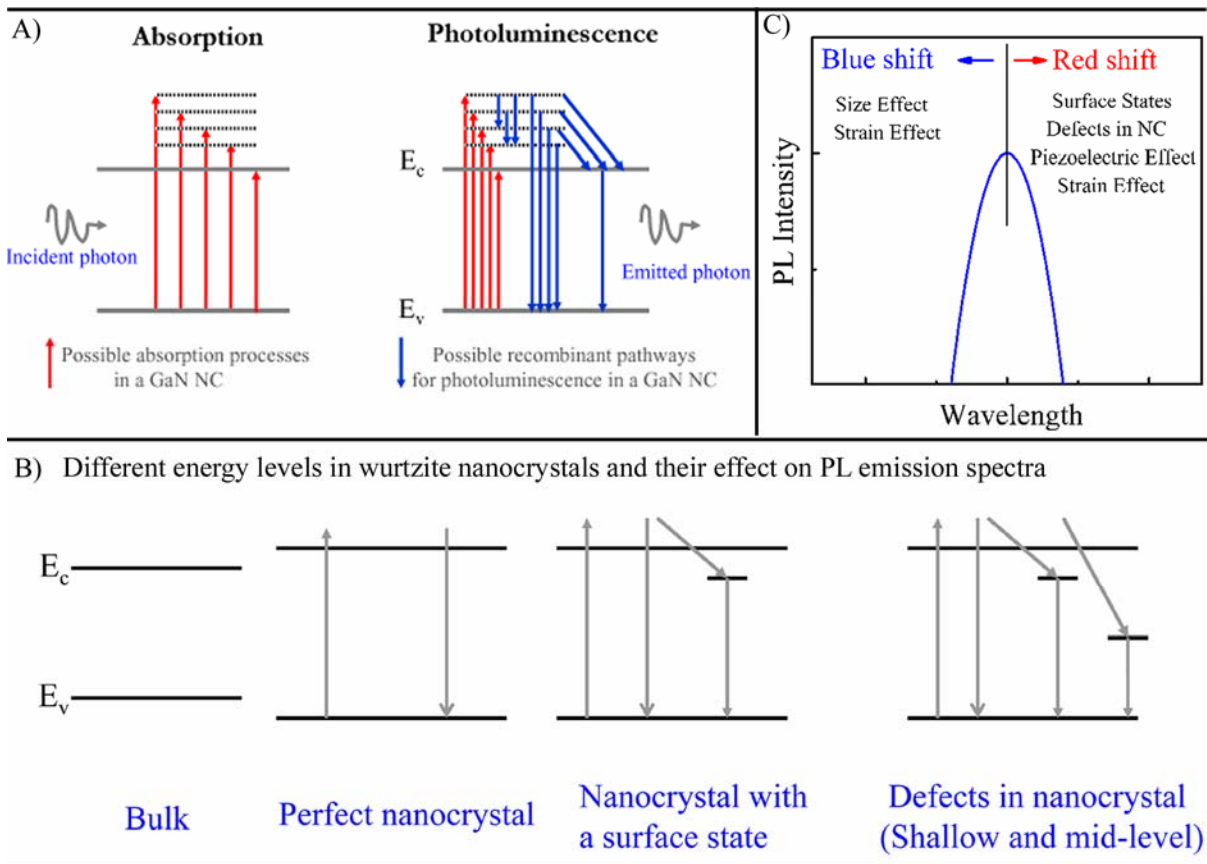 A)
Absorption
Photoluminescence
E_c
Incident photon
Emitted photon
E_v
Possible absorption processes
in a GaN NC
Possible recombinant pathways
for photoluminescence in a GaN NC
C)
Blue shift
Red shift
Size Effect
Strain Effect
Surface States
Defects in NC
Piezoelectric Effect
Strain Effect
PL Intensity
Wavelength
B) Different energy levels in wurtzite nanocrystals and their effect on PL emission spectra
E_c
E_v
Bulk
Perfect nanocrystal
Nanocrystal with
a surface state
Defects in nanocrystal
(Shallow and mid-level)